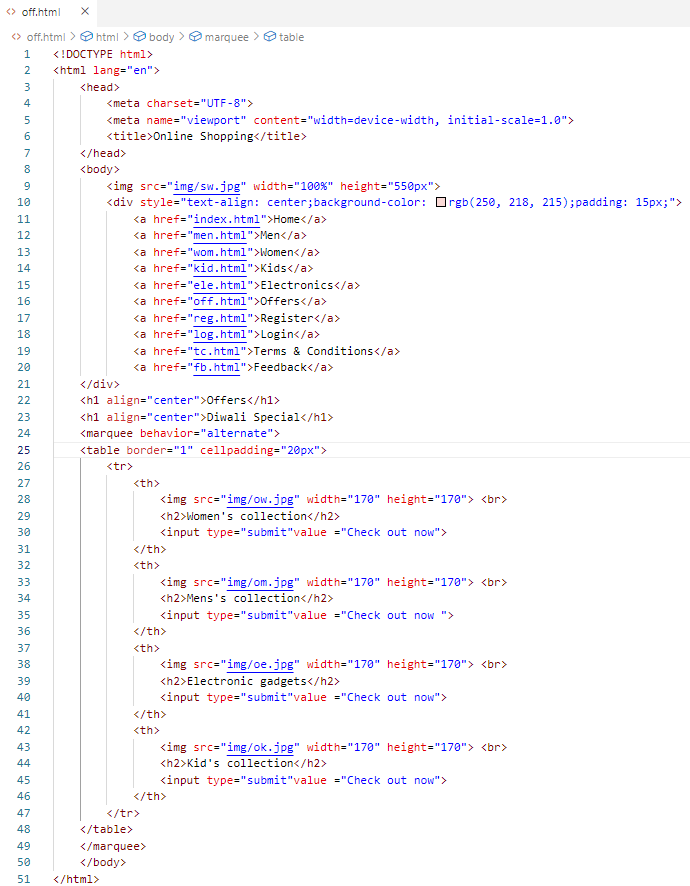 off.html
off.html > html > body > marquee > table
1 <!DOCTYPE html>
2 <html lang="en">
3 <head>
4 <meta charset="UTF-8">
5 <meta name="viewport" content="width=device-width, initial-scale=1.0">
6 <title>Online Shopping</title>
7 </head>
8 <body>
9 <img src="img/sw.jpg" width="100%" height="550px">
10 <div style="text-align: center;background-color: rgb(250, 218, 215);padding: 15px;">
11 <a href="index.html">Home</a>
12 <a href="men.html">Men</a>
13 <a href="wom.html">Women</a>
14 <a href="kid.html">Kids</a>
15 <a href="ele.html">Electronics</a>
16 <a href="off.html">Offers</a>
17 <a href="reg.html">Register</a>
18 <a href="log.html">Login</a>
19 <a href="tc.html">Terms & Conditions</a>
20 <a href="fb.html">Feedback</a>
21 </div>
22 <h1 align="center">Offers</h1>
23 <h1 align="center">Diwali Special</h1>
24 <marquee behavior="alternate">
25 <table border="1" cellpadding="20px">
26 <tr>
27 <th>
28 <img src="img/ow.jpg" width="170" height="170"> <br>
29 <h2>Women's collection</h2>
30 <input type="submit"value ="Check out now">
31 </th>
32 <th>
33 <img src="img/om.jpg" width="170" height="170"> <br>
34 <h2>Mens's collection</h2>
35 <input type="submit"value ="Check out now ">
36 </th>
37 <th>
38 <img src="img/oe.jpg" width="170" height="170"> <br>
39 <h2>Electronic gadgets</h2>
40 <input type="submit"value ="Check out now">
41 </th>
42 <th>
43 <img src="img/ok.jpg" width="170" height="170"> <br>
44 <h2>Kid's collection</h2>
45 <input type="submit"value ="Check out now">
46 </th>
47 </tr>
48 </table>
49 </marquee>
50 </body>
51 </html>